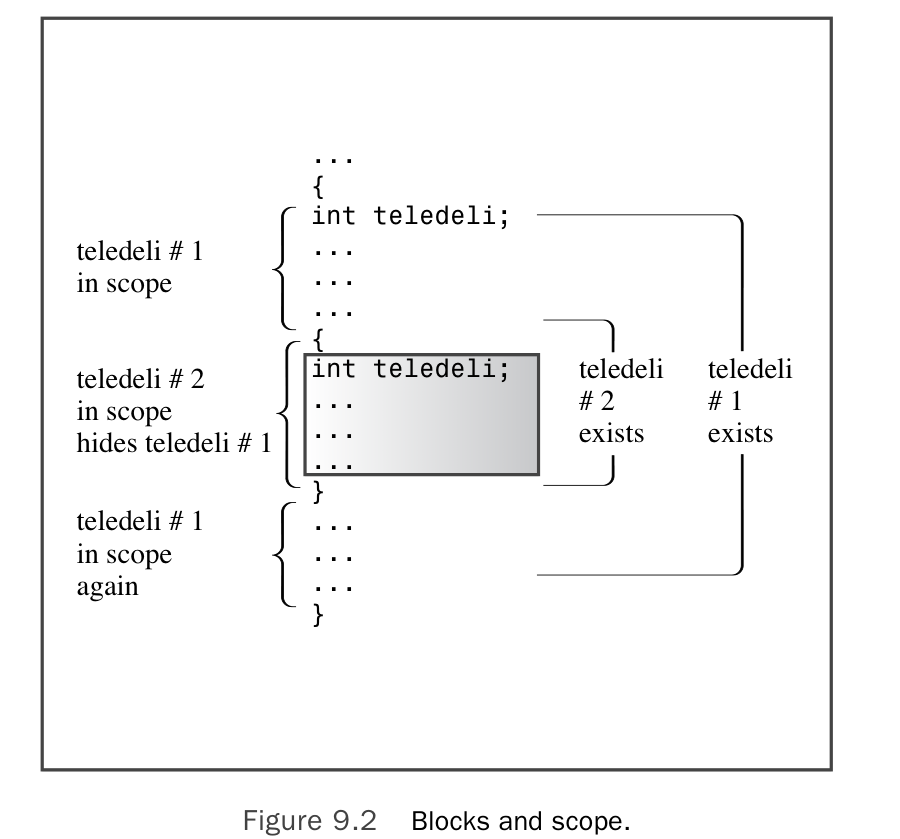 ...
{
int teledeli;
...
...
...
{
int teledeli;
...
...
...
}
...
...
...
}
teledeli # 1
in scope
teledeli # 2
in scope
hides teledeli # 1
teledeli # 1
in scope
again
teledeli
# 2
exists
teledeli
# 1
exists
Figure 9.2 Blocks and scope.